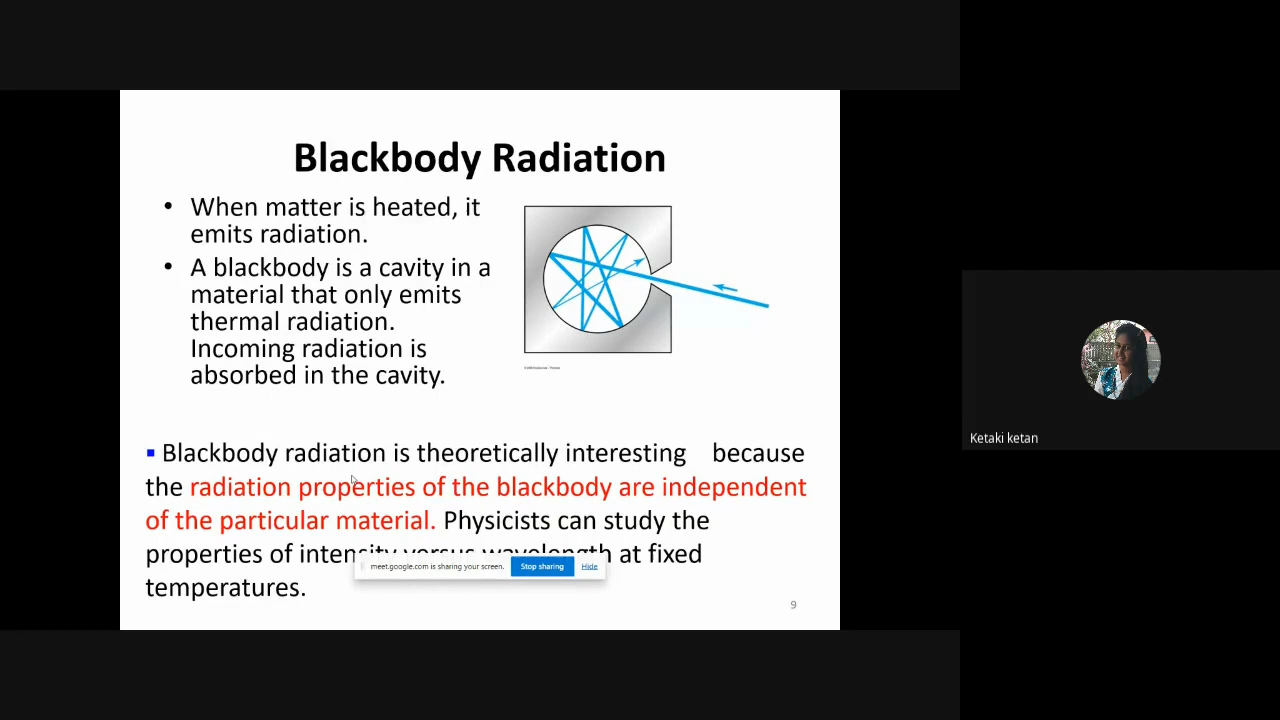 Blackbody Radiation
• When matter is heated, it
emits radiation.
• A blackbody is a cavity in a
material that only emits
thermal radiation.
Incoming radiation is
absorbed in the cavity.
▪ Blackbody radiation is theoretically interesting because
the radiation properties of the blackbody are independent
of the particular material. Physicists can study the
properties of intensity versus wavelength at fixed
temperatures.
meet.google.com is sharing your screen. Stop sharing Hide
9
Ketaki ketan